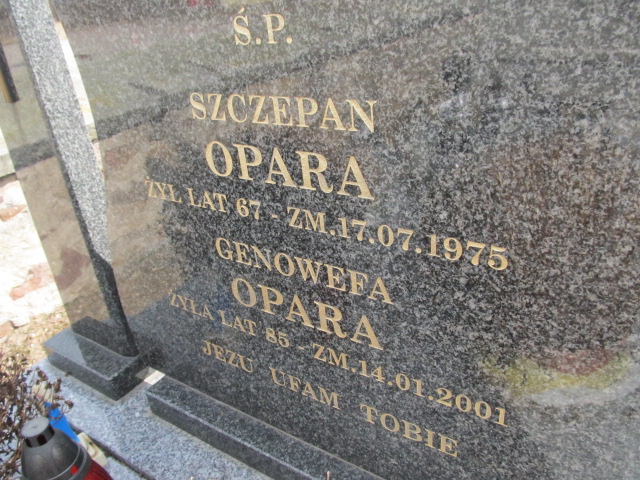 Ś.P.
SZCZEPAN
OPARA
ŻYŁ LAT 67 - ZM.17.07.1975
GENOWEFA
OPARA
ŻYŁA LAT 85 - ZM.14.01.2001
JEZU UFAM TOBIE